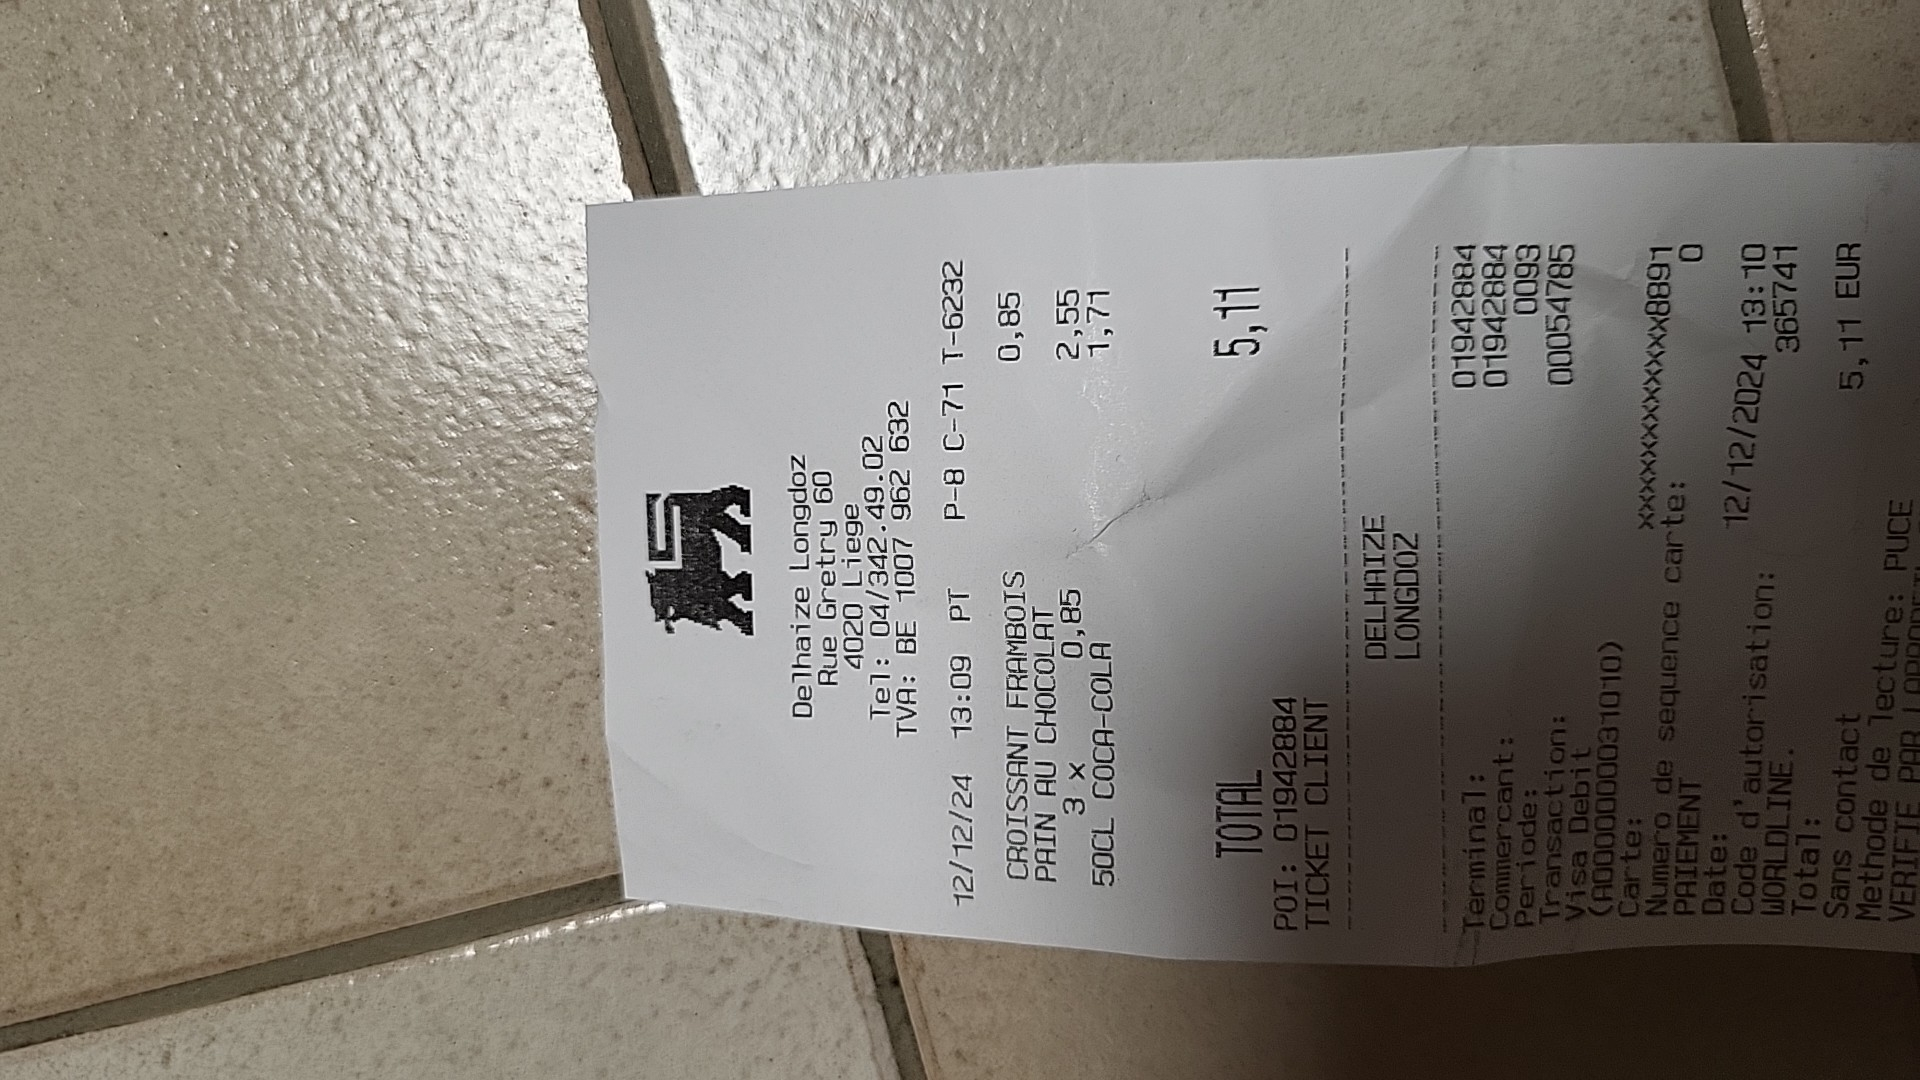 Delhaize Longdoz
Rue Gretry 60
4020 Liege
Tel: 04/342.49.02
TVA: BE 1007 962 632
12/12/24 13:09 PT P-8 C-71 T-6232
CROISSANT FRAMBOIS 0,85
PAIN AU CHOCOLAT
3 x 0,85 2,55
50CL COCA-COLA 1,71
TOTAL 5,11
POI: 01942884
TICKET CLIENT
DELHAIZE
LONGDOZ
Terminal: 01942884
Commercant: 01942884
Periode: 0093
Transaction: 00054785
Visa Debit
(A0000000031010)
Carte: xxxxxxxxxxxx8891
Numero de sequence carte: 0
PAIEMENT
Date: 12/12/2024 13:10
Code d'autorisation: 365741
WORLDLINE.
Total: 5,11 EUR
Sans contact
Methode de lecture: PUCE
VERIFIE PAR